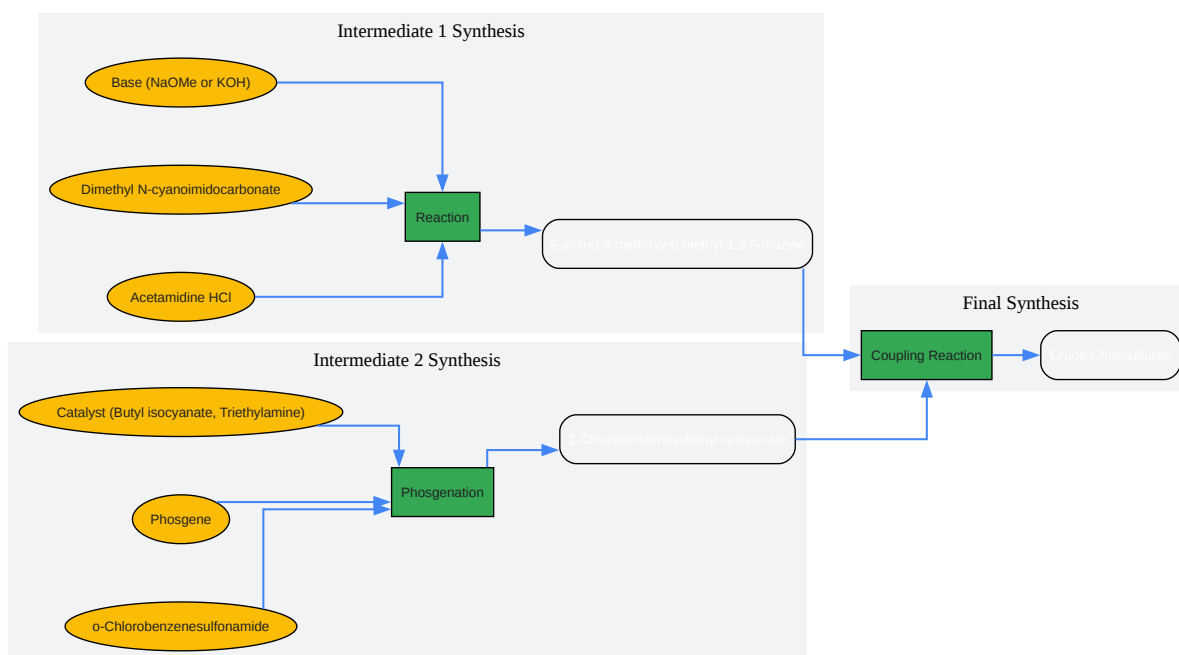 Intermediate 1 Synthesis
Base (NaOMe or KOH)
Dimethyl N-cyanoimidocarbonate
Reaction
2-amino-4-methoxy-6-methyl-1,3,5-triazine
Acetamidine HCl
Final Synthesis
Coupling Reaction
Crude Chlorsulfuron
Intermediate 2 Synthesis
Catalyst (Butyl isocyanate, Triethylamine)
2-Chlorobenzenesulfonyl isocyanate
Phosgenation
Phosgene
o-Chlorobenzenesulfonamide